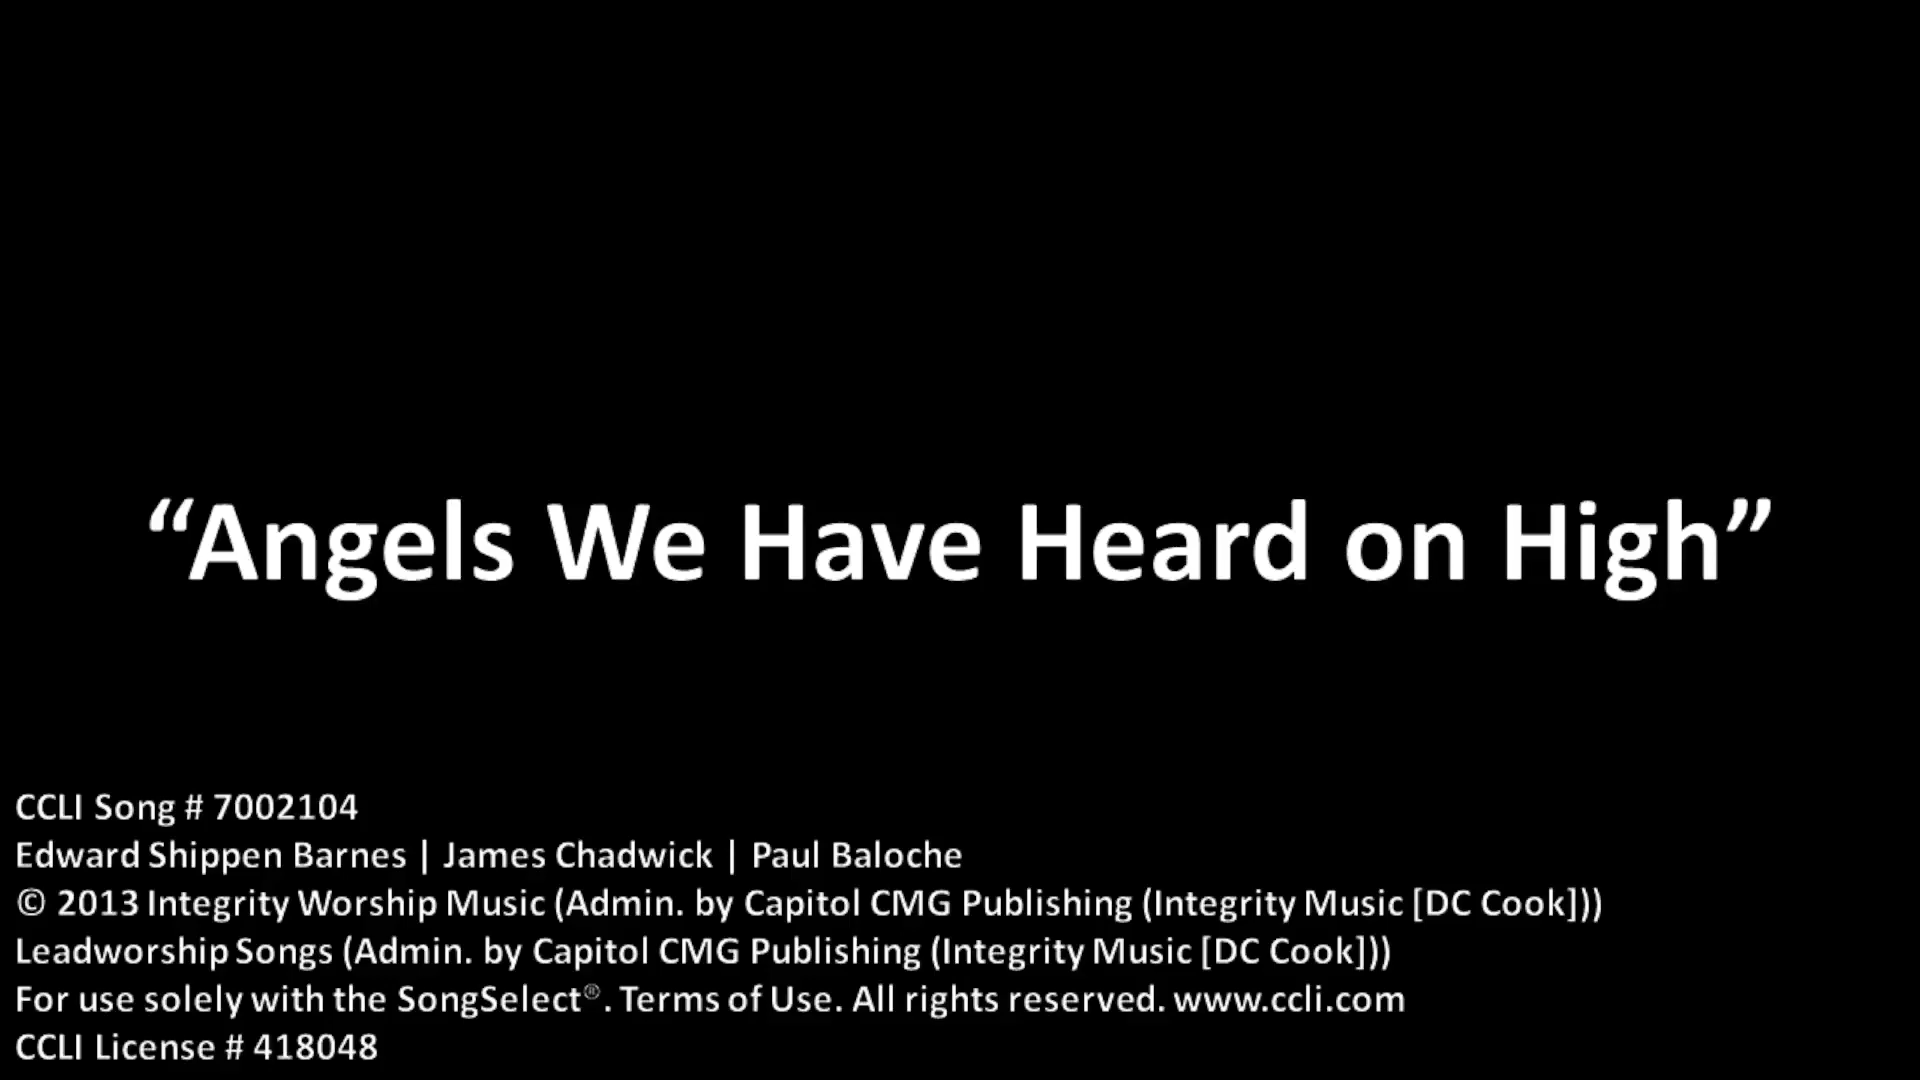 “Angels We Have Heard on High”
CCLI Song # 7002104
Edward Shippen Barnes | James Chadwick | Paul Baloche
© 2013 Integrity Worship Music (Admin. by Capitol CMG Publishing (Integrity Music [DC Cook]))
Leadworship Songs (Admin. by Capitol CMG Publishing (Integrity Music [DC Cook]))
For use solely with the SongSelect®. Terms of Use. All rights reserved. www.ccli.com
CCLI License # 418048